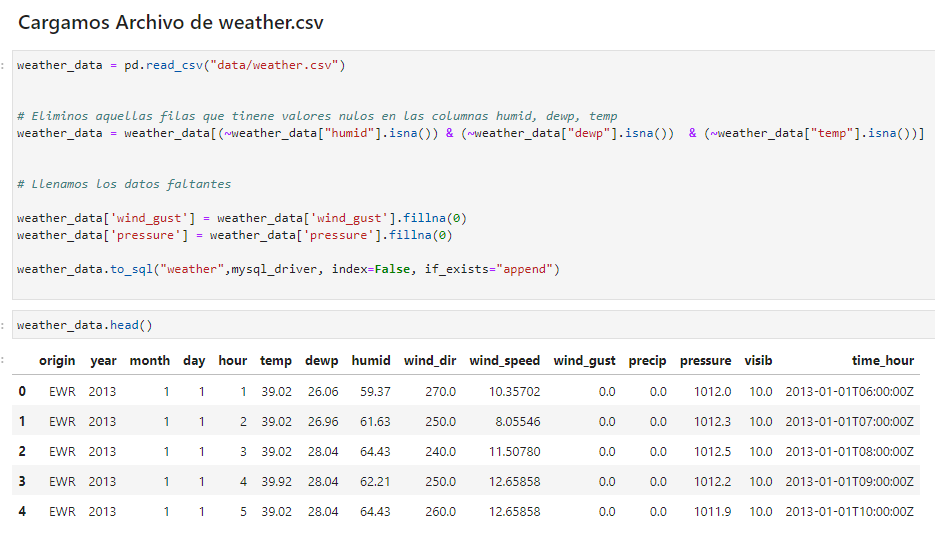 Cargamos Archivo de weather.csv
weather_data = pd.read_csv("data/weather.csv")
# Eliminos aquellas filas que tinene valores nulos en las columnas humid, dewp, temp
weather_data = weather_data[(~weather_data["humid"].isna()) & (~weather_data["dewp"].isna())  & (~weather_data["temp"].isna())]
# Llenamos los datos faltantes
weather_data['wind_gust'] = weather_data['wind_gust'].fillna(0)
weather_data['pressure'] = weather_data['pressure'].fillna(0)
weather_data.to_sql("weather",mysql_driver, index=False, if_exists="append")
weather_data.head()
origin year month day hour temp dewp humid wind_dir wind_speed wind_gust precip pressure visib time_hour
0 EWR 2013 1 1 1 39.02 26.06 59.37 270.0 10.35702 0.0 0.0 1012.0 10.0 2013-01-01T06:00:00Z
1 EWR 2013 1 1 2 39.02 26.96 61.63 250.0 8.05546 0.0 0.0 1012.3 10.0 2013-01-01T07:00:00Z
2 EWR 2013 1 1 3 39.02 28.04 64.43 240.0 11.50780 0.0 0.0 1012.5 10.0 2013-01-01T08:00:00Z
3 EWR 2013 1 1 4 39.92 28.04 62.21 250.0 12.65858 0.0 0.0 1012.2 10.0 2013-01-01T09:00:00Z
4 EWR 2013 1 1 5 39.02 28.04 64.43 260.0 12.65858 0.0 0.0 1011.9 10.0 2013-01-01T10:00:00Z